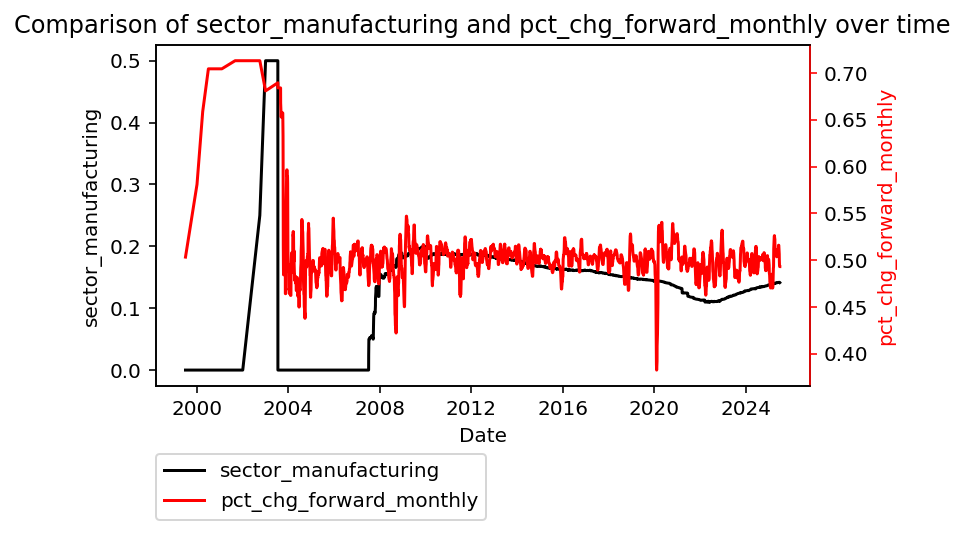 Comparison of sector_manufacturing and pct_chg_forward_monthly over time
0.5
0.4
0.3
0.2
0.1
0.0
sector_manufacturing
0.70
0.65
0.60
0.55
0.50
0.45
0.40
pct_chg_forward_monthly
2000 2004 2008 2012 2016 2020 2024
Date
sector_manufacturing
pct_chg_forward_monthly